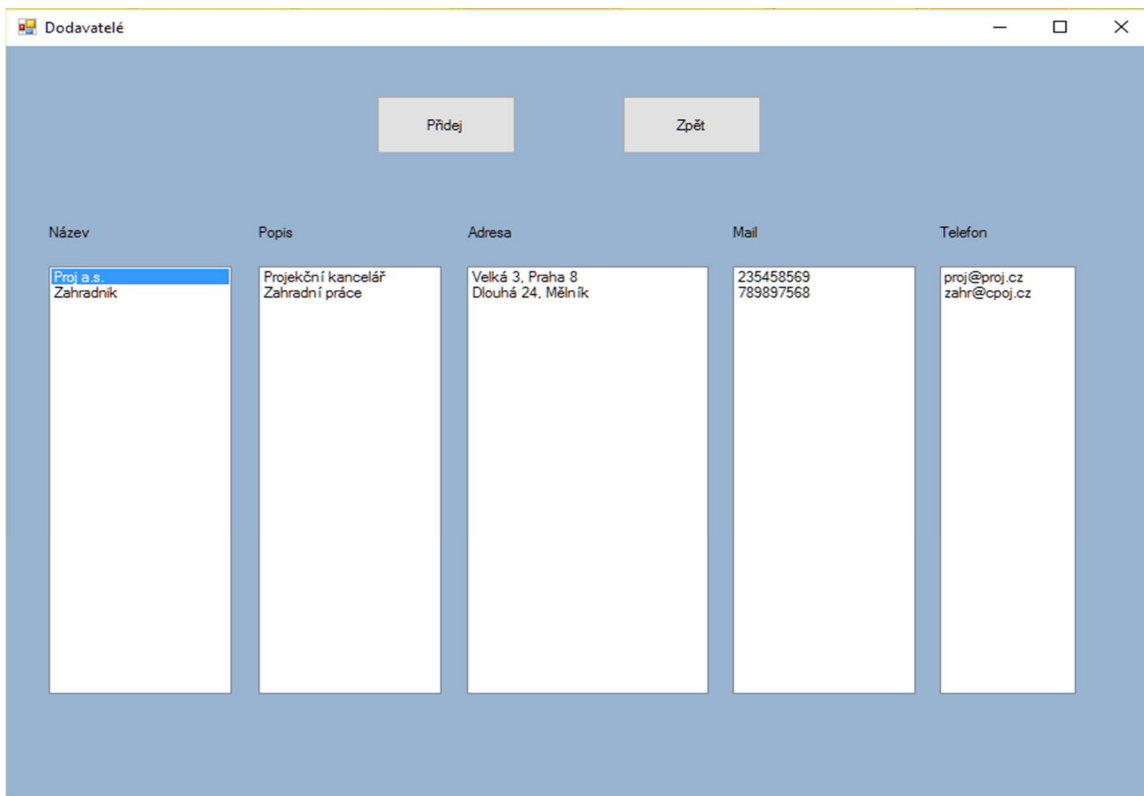 Dodavatelé
Přidej Zpět
Název Popis Adresa Mail Telefon
Proj a.s. Projekční kancelář Velká 3, Praha 8 235458569 proj@proj.cz
Zahradnik Zahradní práce Dlouhá 24, Mělník 789897568 zahr@cpoj.cz